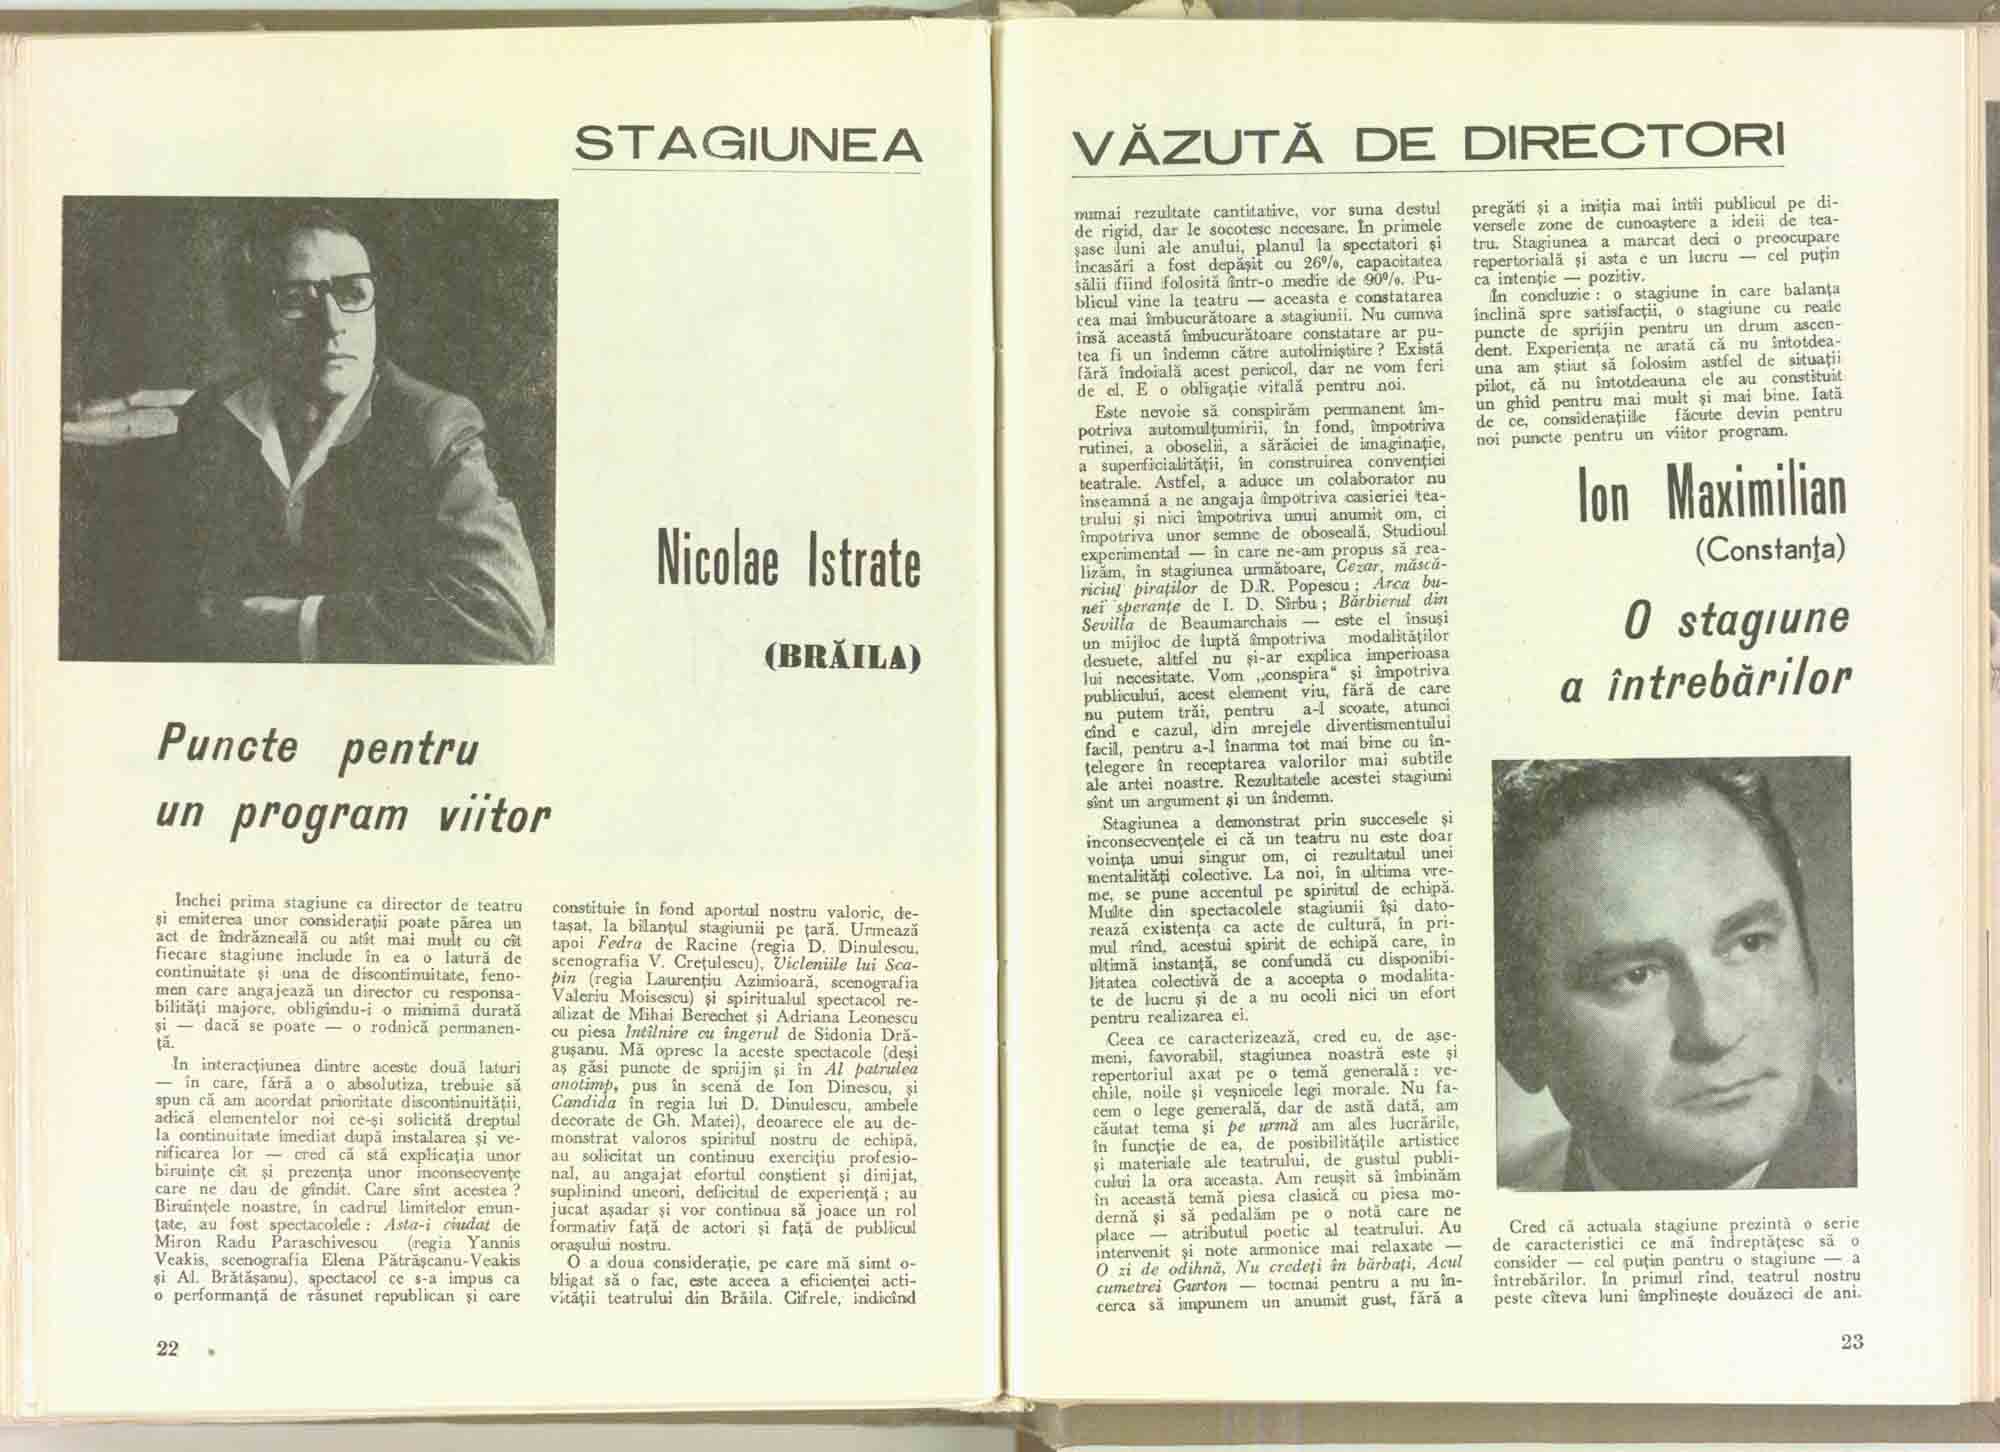 STAGIUNEA
Nicolae Istrate
(BRĂILA)
Puncte pentru
un program viitor
Închei prima stagiune ca director de teatru
și emiterea unor considerații poate părea un
act de îndrăzneală cu atît mai mult cu cît
fiecare stagiune include în ea o latură de
continuitate și una de discontinuitate, feno-
men care angajează un director cu responsa-
bilități majore, obligîndu-i o minimă durată
și — dacă se poate — o rodnică permanen-
ță.
În interacțiunea dintre aceste două laturi
— în care, fără a o absolutiza, trebuie să
spun că am acordat prioritate discontinuității,
adică elementelor noi ce-și solicită dreptul
la continuitate imediat după instalarea și ve-
rificarea lor — cred că stă explicația unor
biruințe cît și prezența unor inconsecvențe
care ne dau de gîndit. Care sînt acestea ?
Biruințele noastre, în cadrul limitelor enun-
țate, au fost spectacolele : Asta-i ciudat de
Miron Radu Paraschivescu (regia Yannis
Veakis, scenografia Elena Pătrășcanu-Veakis
și Al. Brătășanu), spectacol ce s-a impus ca
o performanță de răsunet republican și care
constituie în fond aportul nostru valoric, de-
tașat, la bilanțul stagiunii pe țară. Urmează
apoi Fedra de Racine (regia D. Dinulescu,
scenografia V. Crețulescu), Vicleniile lui Sca-
pin (regia Laurențiu Azimioară, scenografia
Valeriu Moisescu) și spiritualul spectacol re-
alizat de Mihai Berechet și Adriana Leonescu
cu piesa Întîlnire cu îngerul de Sidonia Dră-
gușanu. Mă opresc la aceste spectacole (deși
aș găsi puncte de sprijin și în Al patrulea
anotimp, pus în scenă de Ion Dinescu, și
Candida în regia lui D. Dinulescu, ambele
decorate de Gh. Matei), deoarece ele au de-
monstrat valoros spiritul nostru de echipă,
au solicitat un continuu exercițiu profesio-
nal, au angajat efortul conștient și dirijat,
suplinind uneori, deficitul de experiență ; au
jucat așadar și vor continua să joace un rol
formativ față de actori și față de publicul
orașului nostru.
O a doua considerație, pe care mă simt o-
bligat să o fac, este aceea a eficienței acti-
vității teatrului din Brăila. Cifrele, indicînd
22
VĂZUTĂ DE DIRECTORI
numai rezultate cantitative, vor suna destul
de rigid, dar le socotesc necesare. În primele
șase luni ale anului, planul la spectatori și
încasări a fost depășit cu 26%, capacitatea
sălii fiind folosită într-o medie de 90%. Pu-
blicul vine la teatru — aceasta e constatarea
cea mai îmbucurătoare a stagiunii. Nu cumva
însă această îmbucurătoare constatare ar pu-
tea fi un îndemn către autoliniștire ? Există
fără îndoială acest pericol, dar ne vom feri
de el. E o obligație vitală pentru noi.
Este nevoie să conspirăm permanent îm-
potriva automulțumirii, în fond, împotriva
rutinei, a oboselii, a sărăciei de imaginație,
a superficialității, în construirea convenției
teatrale. Astfel, a aduce un colaborator nu
înseamnă a ne angaja împotriva casieriei tea-
trului și nici împotriva unui anumit om, ci
împotriva unor semne de oboseală. Studioul
experimental — în care ne-am propus să rea-
lizăm, în stagiunea următoare, Cezar, măscă-
riciul piraților de D.R. Popescu ; Arca bu-
nei speranțe de I. D. Sîrbu ; Bărbierul din
Sevilla de Beaumarchais — este el însuși
un mijloc de luptă împotriva modalităților
desuete, altfel nu și-ar explica imperioasa
lui necesitate. Vom „conspira“ și împotriva
publicului, acest element viu, fără de care
nu putem trăi, pentru a-l scoate, atunci
cînd e cazul, din mrejele divertismentului
facil, pentru a-l înarma tot mai bine cu în-
țelegere în receptarea valorilor mai subtile
ale artei noastre. Rezultatele acestei stagiuni
sînt un argument și un îndemn.
Stagiunea a demonstrat prin succesele și
inconsecvențele ei că un teatru nu este doar
voința unui singur om, ci rezultatul unei
mentalități colective. La noi, în ultima vre-
me, se pune accentul pe spiritul de echipă.
Multe din spectacolele stagiunii își dato-
rează existența ca acte de cultură, în pri-
mul rînd, acestui spirit de echipă care, în
ultimă instanță, se confundă cu disponibi-
litatea colectivă de a accepta o modalita-
te de lucru și de a nu ocoli nici un efort
pentru realizarea ei.
Ceea ce caracterizează, cred eu, de ase-
meni, favorabil, stagiunea noastră este și
repertoriul axat pe o temă generală : ve-
chile, noile și veșnicele legi morale. Nu fa-
cem o lege generală, dar de astă dată, am
căutat tema și pe urmă am ales lucrările,
în funcție de ea, de posibilitățile artistice
și materiale ale teatrului, de gustul publi-
cului la ora aceasta. Am reușit să îmbinăm
în această temă piesa clasică cu piesa mo-
dernă și să pedalăm pe o notă care ne
place — atributul poetic al teatrului. Au
intervenit și note armonice mai relaxate —
O zi de odihnă, Nu credeți în bărbați, Acul
cumetrei Gurton — tocmai pentru a nu în-
cerca să impunem un anumit gust, fără a
pregăti și a iniția mai întîi publicul pe di-
versele zone de cunoaștere a ideii de tea-
tru. Stagiunea a marcat deci o preocupare
repertorială și asta e un lucru — cel puțin
ca intenție — pozitiv.
În concluzie : o stagiune în care balanța
înclină spre satisfacții, o stagiune cu reale
puncte de sprijin pentru un drum ascen-
dent. Experiența ne arată că nu întotdea-
una am știut să folosim astfel de situații
pilot, că nu întotdeauna ele au constituit
un ghid pentru mai mult și mai bine. Iată
de ce, considerațiile făcute devin pentru
noi puncte pentru un viitor program.
Ion Maximilian
(Constanța)
O stagiune
a întrebărilor
Cred că actuala stagiune prezintă o serie
de caracteristici ce mă îndreptățesc să o
consider — cel puțin pentru o stagiune — a
întrebărilor. În primul rînd, teatrul nostru
peste cîteva luni împlinește douăzeci de ani.
23